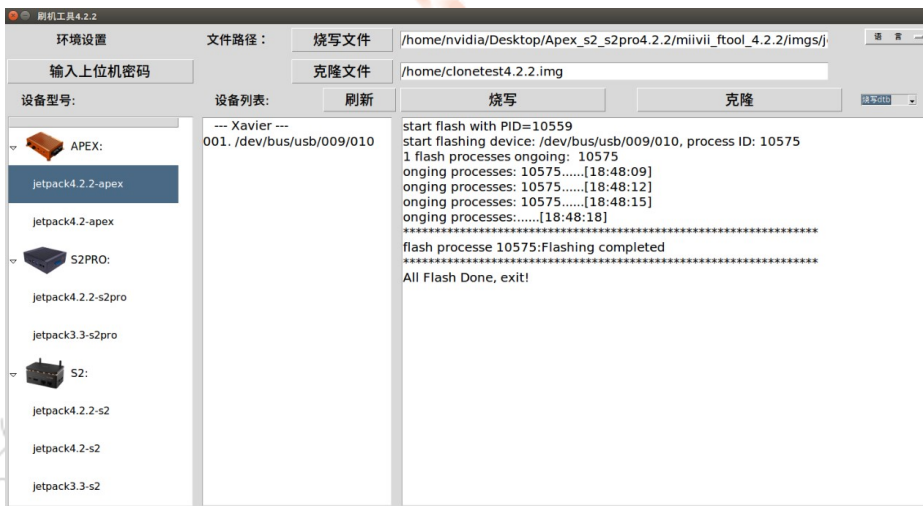 刷机工具4.2.2
环境设置
文件路径：
烧写文件
/home/nvidia/Desktop/Apex_s2_s2pro4.2.2/miivii_ftool_4.2.2/imgs/j
语 言
输入上位机密码
克隆文件
/home/clonetest4.2.2.img
设备型号:
设备列表:
刷新
烧写
克隆
烧写dtb
APEX:
jetpack4.2.2-apex
jetpack4.2-apex
S2PRO:
jetpack4.2.2-s2pro
jetpack3.3-s2pro
S2:
jetpack4.2.2-s2
jetpack4.2-s2
jetpack3.3-s2
--- Xavier ---
001. /dev/bus/usb/009/010
start flash with PID=10559
start flashing device: /dev/bus/usb/009/010, process ID: 10575
1 flash processes ongoing: 10575
onging processes: 10575......[18:48:09]
onging processes: 10575......[18:48:12]
onging processes: 10575......[18:48:15]
onging processes:......[18:48:18]
******************************************************************
flash processe 10575:Flashing completed
******************************************************************
All Flash Done, exit!